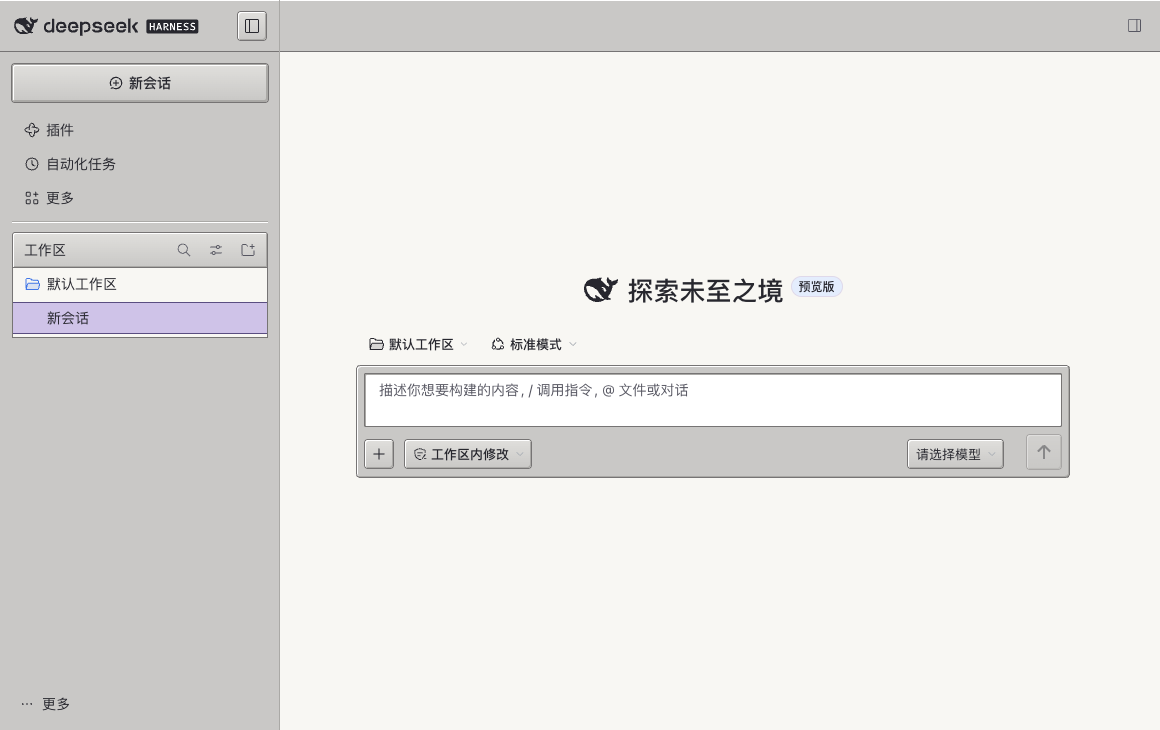 deepseek HARNESS
新会话
插件
自动化任务
更多
工作区
默认工作区
新会话
探索未至之境 预览版
默认工作区 标准模式
描述你想要构建的内容, / 调用指令, @ 文件或对话
工作区内修改 请选择模型
更多